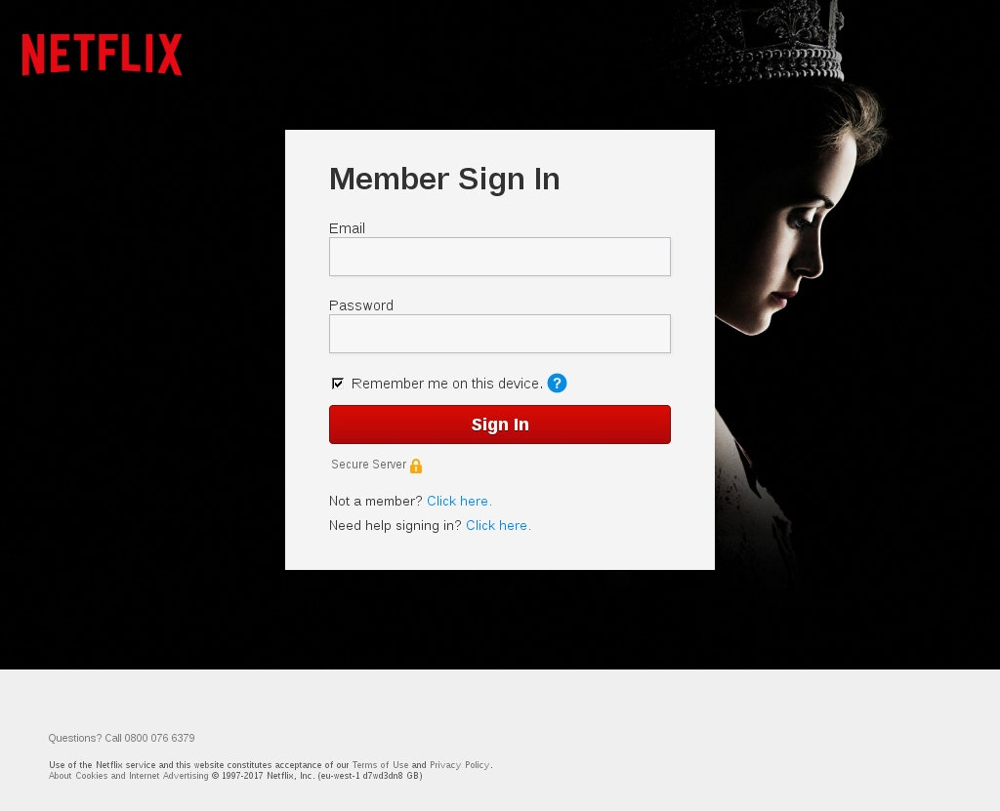 NETFLIX
Member Sign In
Email
Password
Remember me on this device. ?
Sign In
Secure Server
Not a member? Click here.
Need help signing in? Click here.
Questions? Call 0800 076 6379
Use of the Netflix service and this website constitutes acceptance of our Terms of Use and Privacy Policy.
About Cookies and Internet Advertising © 1997-2017 Netflix, Inc. (eu-west-1 d7wd3dn8 GB)